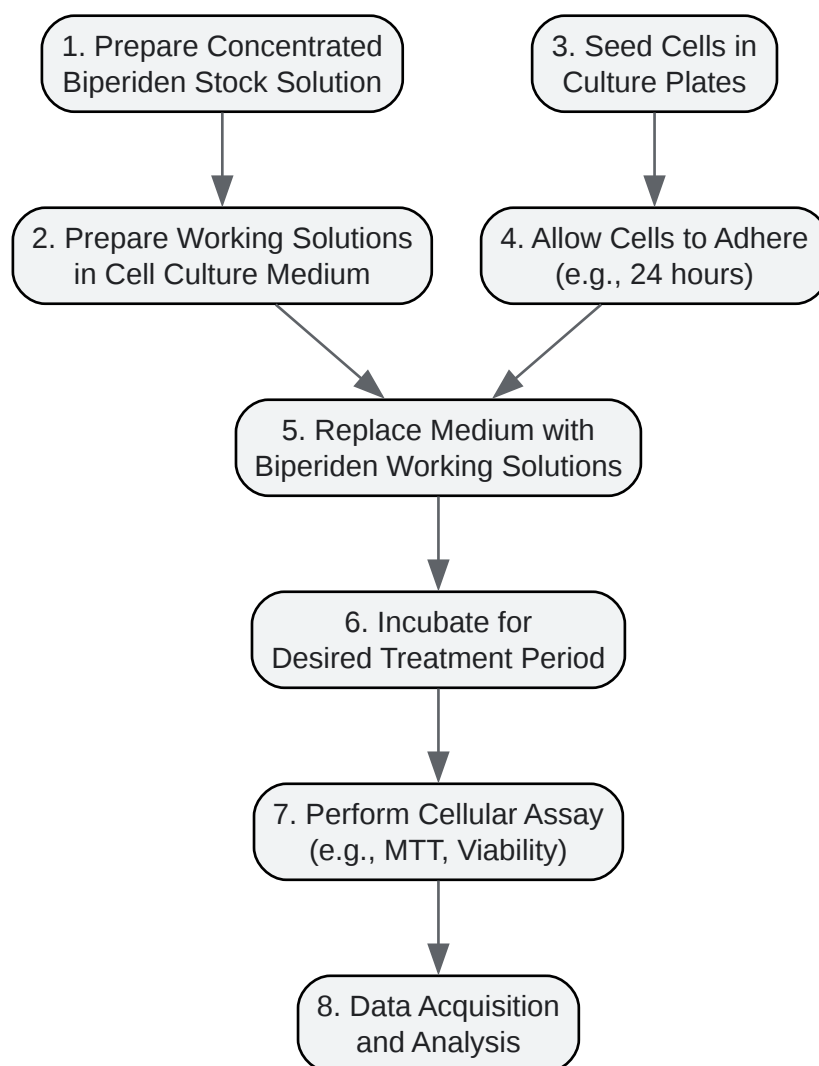 1. Prepare Concentrated
Biperiden Stock Solution
3. Seed Cells in
Culture Plates
2. Prepare Working Solutions
in Cell Culture Medium
4. Allow Cells to Adhere
(e.g., 24 hours)
5. Replace Medium with
Biperiden Working Solutions
6. Incubate for
Desired Treatment Period
7. Perform Cellular Assay
(e.g., MTT, Viability)
8. Data Acquisition
and Analysis